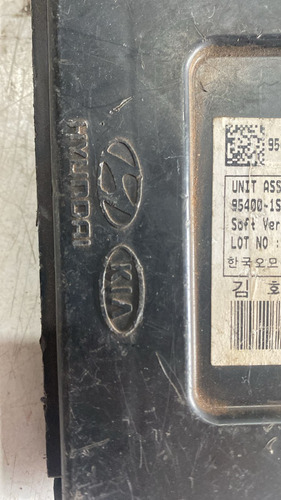 HYUNDAI
KIA
95
UNIT ASS
95400-1S
Soft Ver
LOT NO :
한국오므
김 호